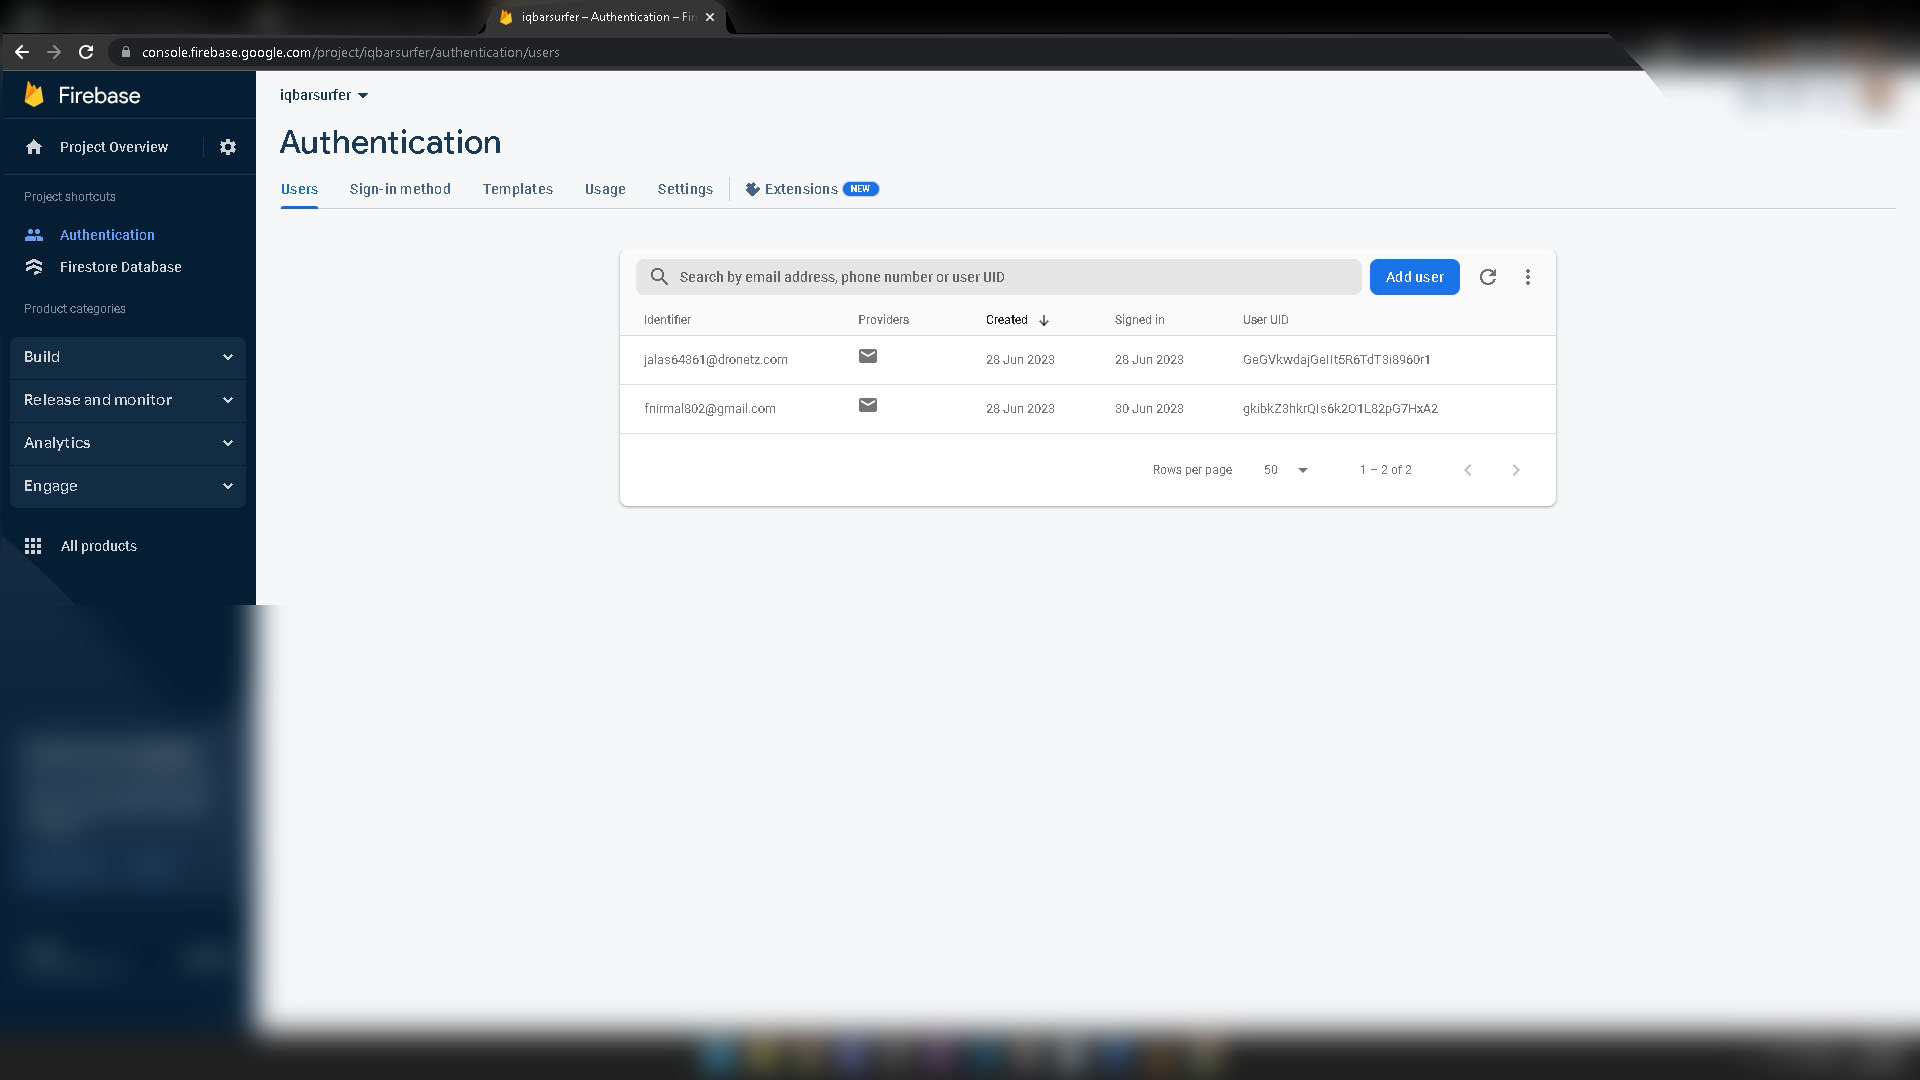 iqbarsurfer – Authentication – Fir
console.firebase.google.com/project/iqbarsurfer/authentication/users
Firebase
iqbarsurfer
Project Overview
Authentication
Users Sign-in method Templates Usage Settings Extensions NEW
Project shortcuts
Authentication
Firestore Database
Product categories
Build
Release and monitor
Analytics
Engage
All products
Search by email address, phone number or user UID Add user
Identifier Providers Created Signed in User UID
jalas64361@dronetz.com 28 Jun 2023 28 Jun 2023
fnirmal802@gmail.com 28 Jun 2023 30 Jun 2023
Rows per page 50 1 – 2 of 2